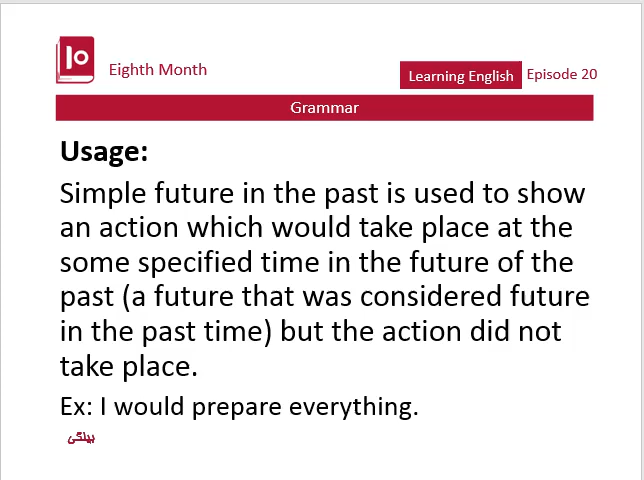 lo
Eighth Month
Learning English Episode 20
Grammar
Usage:
Simple future in the past is used to show
an action which would take place at the
some specified time in the future of the
past (a future that was considered future
in the past time) but the action did not
take place.
Ex: I would prepare everything.